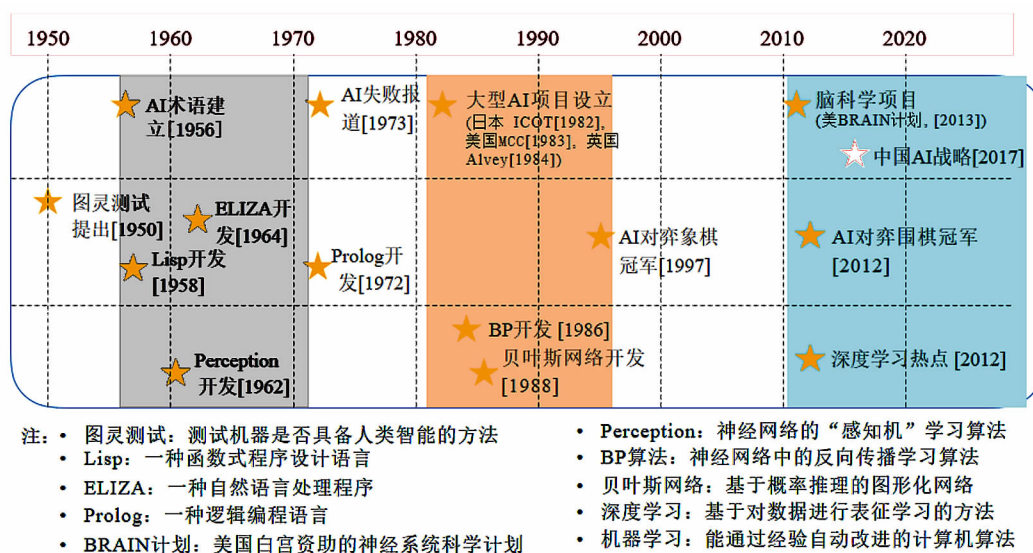 1950 1960 1970 1980 1990 2000 2010 2020
AI术语建
立[1956]
AI失败报
道[1973]
大型AI项目设立
(日本 ICOT[1982],
美国MCC[1983], 英国
Alvey[1984])
脑科学项目
(美BRAIN计划, [2013])
中国AI战略[2017]
图灵测试
提出[1950]
ELIZA开
发[1964]
Lisp开发
[1958]
Prolog开
发[1972]
AI对弈象棋
冠军[1997]
AI对弈围棋冠军
[2012]
Perception
开发[1962]
BP开发 [1986]
贝叶斯网络开发
[1988]
深度学习热点 [2012]
注: • 图灵测试: 测试机器是否具备人类智能的方法
• Lisp: 一种函数式程序设计语言
• ELIZA: 一种自然语言处理程序
• Prolog: 一种逻辑编程语言
• BRAIN计划: 美国白宫资助的神经系统科学计划
• Perception: 神经网络的“感知机”学习算法
• BP算法: 神经网络中的反向传播学习算法
• 贝叶斯网络: 基于概率推理的图形化网络
• 深度学习: 基于对数据进行表征学习的方法
• 机器学习: 能通过经验自动改进的计算机算法